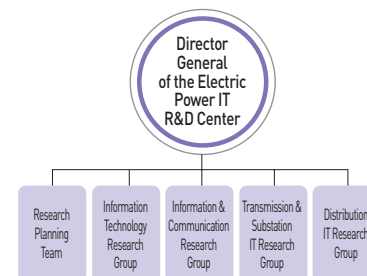 Director
General
of the Electric
Power IT
R&D Center
Research
Planning
Team
Information
Technology
Research
Group
Information &
Communication
Research
Group
Transmission &
Substation
IT Research
Group
Distribution
IT Research
Group